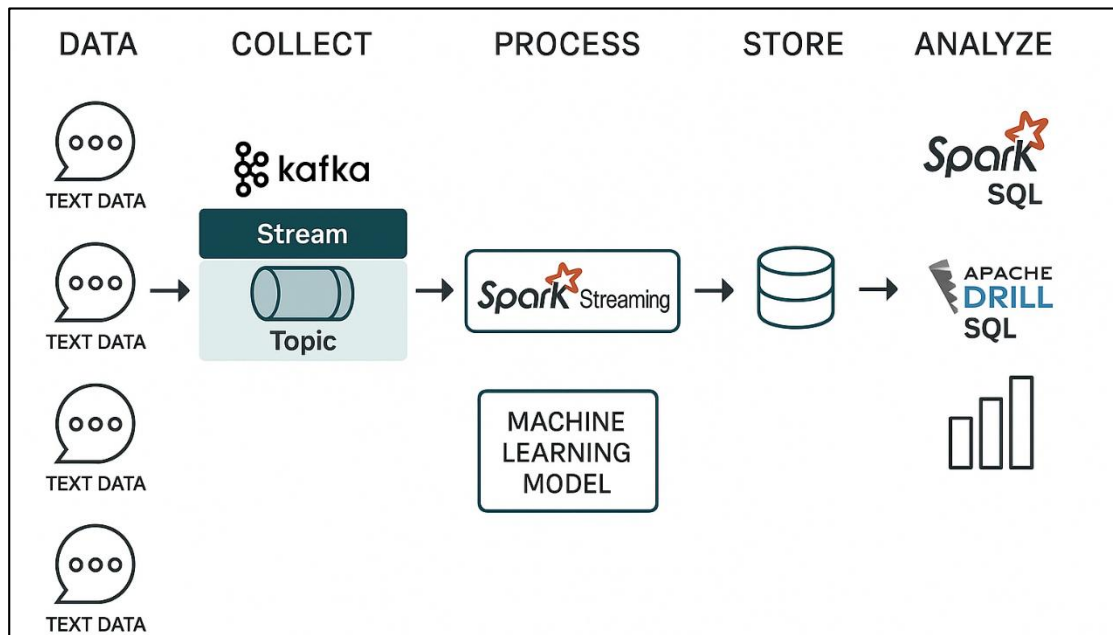 DATA
COLLECT
PROCESS
STORE
ANALYZE
TEXT DATA
TEXT DATA
TEXT DATA
TEXT DATA
kafka
Stream
Topic
Spark Streaming
MACHINE
LEARNING
MODEL
Spark
SQL
APACHE
DRILL
SQL